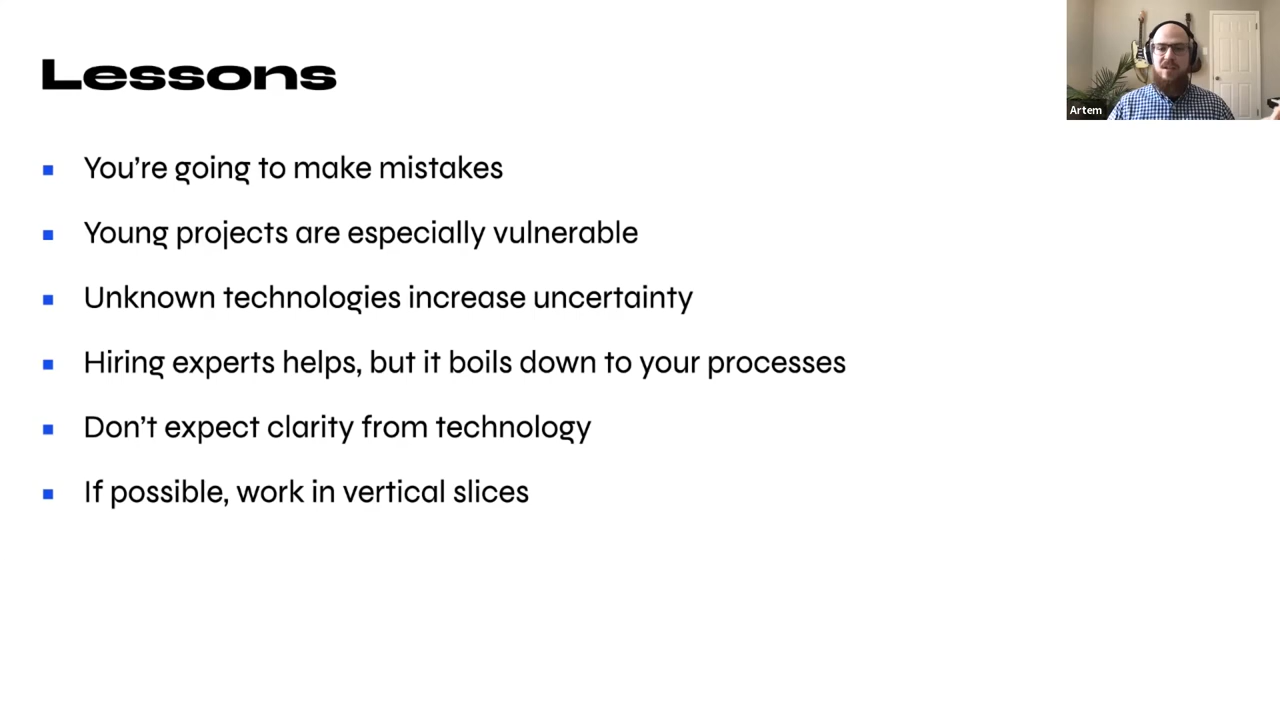 Lessons
You're going to make mistakes
Young projects are especially vulnerable
Unknown technologies increase uncertainty
Hiring experts helps, but it boils down to your processes
Don't expect clarity from technology
If possible, work in vertical slices
Artem